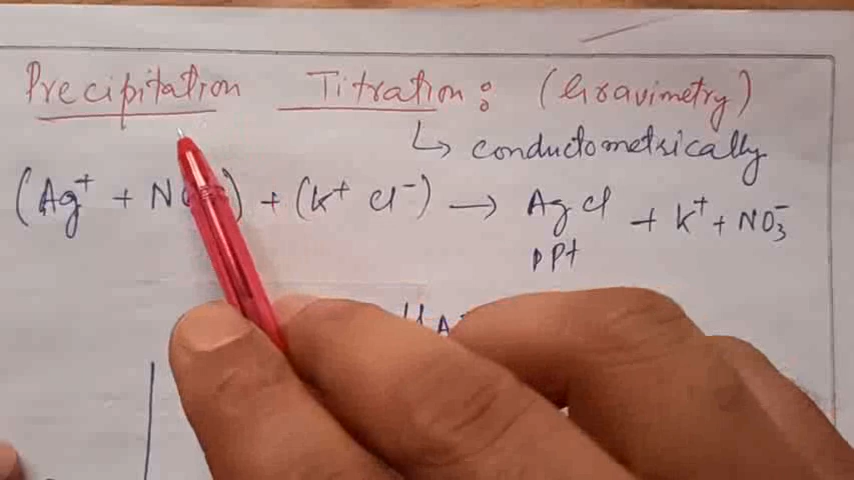 Precipitation Titration: (Gravimetry)
↳ conductometrically
(Ag⁺ + N ) + (K⁺ Cl⁻) → AgCl + K⁺ + NO₃⁻
ppt